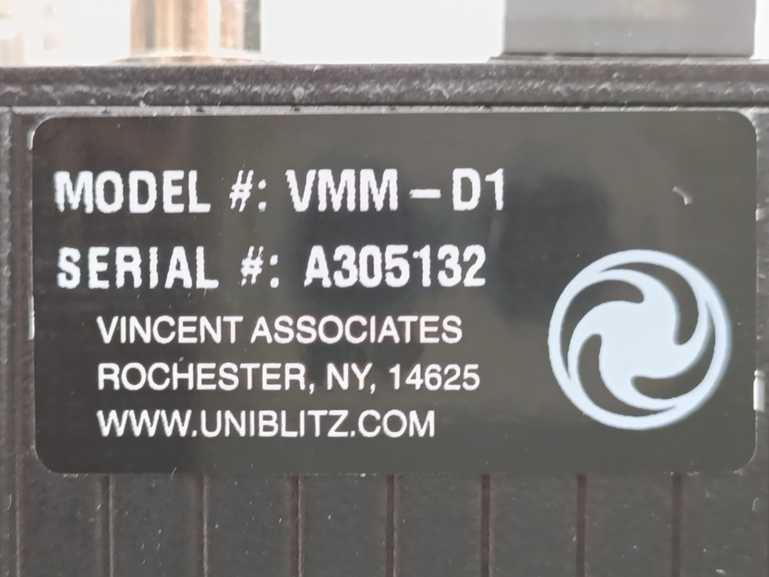 MODEL #: VMM – D1
SERIAL #: A305132
VINCENT ASSOCIATES
ROCHESTER, NY, 14625
WWW.UNIBLITZ.COM